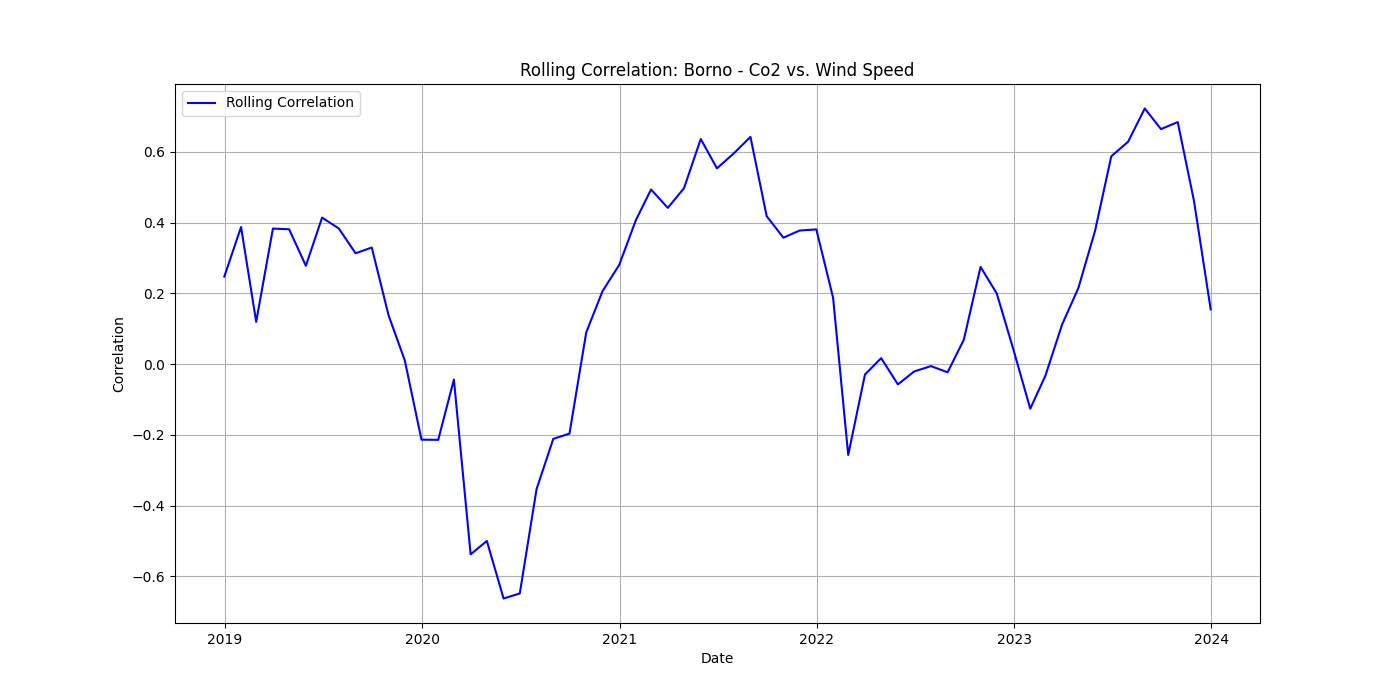 Rolling Correlation: Borno - Co2 vs. Wind Speed
Rolling Correlation
0.6
0.4
0.2
0.0
−0.2
−0.4
−0.6
Correlation
2019 2020 2021 2022 2023 2024
Date